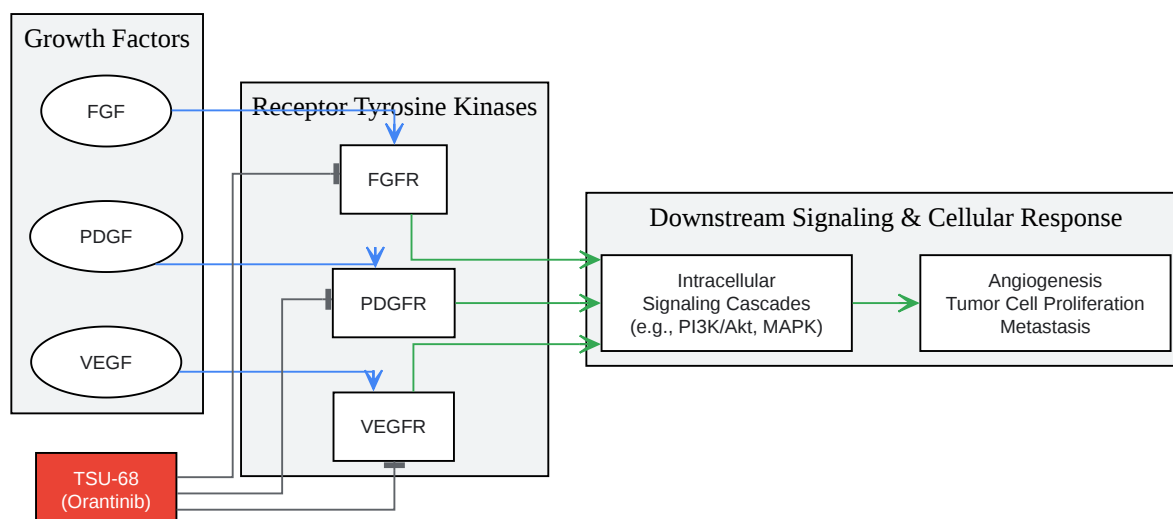 Growth Factors
FGF
PDGF
VEGF
TSU-68
(Orantinib)
Receptor Tyrosine Kinases
FGFR
PDGFR
VEGFR
Downstream Signaling & Cellular Response
Intracellular
Signaling Cascades
(e.g., PI3K/Akt, MAPK)
Angiogenesis
Tumor Cell Proliferation
Metastasis